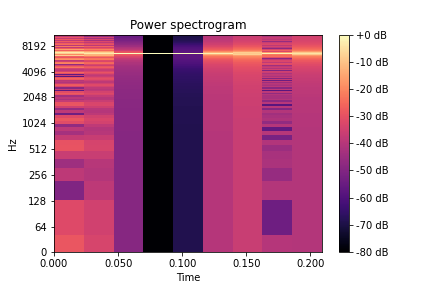 Power spectrogram
8192
4096
2048
1024
512
256
128
64
0
Hz
0.000 0.050 0.100 0.150 0.200
Time
+0 dB
-10 dB
-20 dB
-30 dB
-40 dB
-50 dB
-60 dB
-70 dB
-80 dB